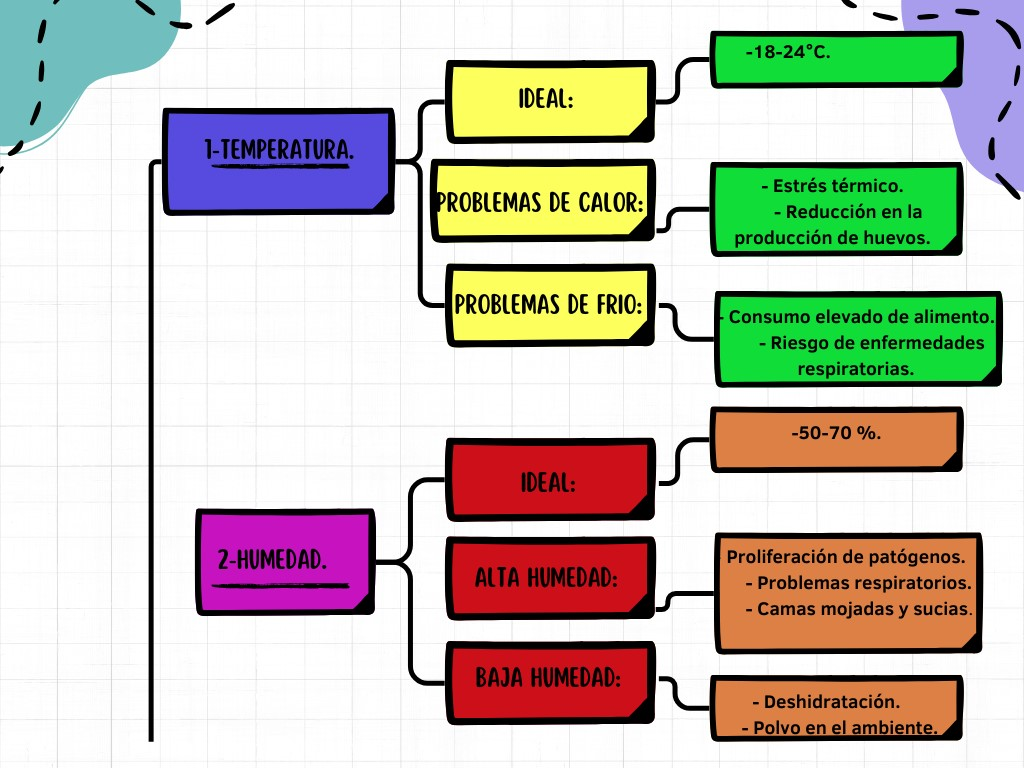 1-TEMPERATURA.
IDEAL:
-18-24°C.
PROBLEMAS DE CALOR:
- Estrés térmico.
- Reducción en la
producción de huevos.
PROBLEMAS DE FRIO:
- Consumo elevado de alimento.
- Riesgo de enfermedades
respiratorias.
2-HUMEDAD.
IDEAL:
-50-70 %.
ALTA HUMEDAD:
Proliferación de patógenos.
- Problemas respiratorios.
- Camas mojadas y sucias.
BAJA HUMEDAD:
- Deshidratación.
- Polvo en el ambiente.